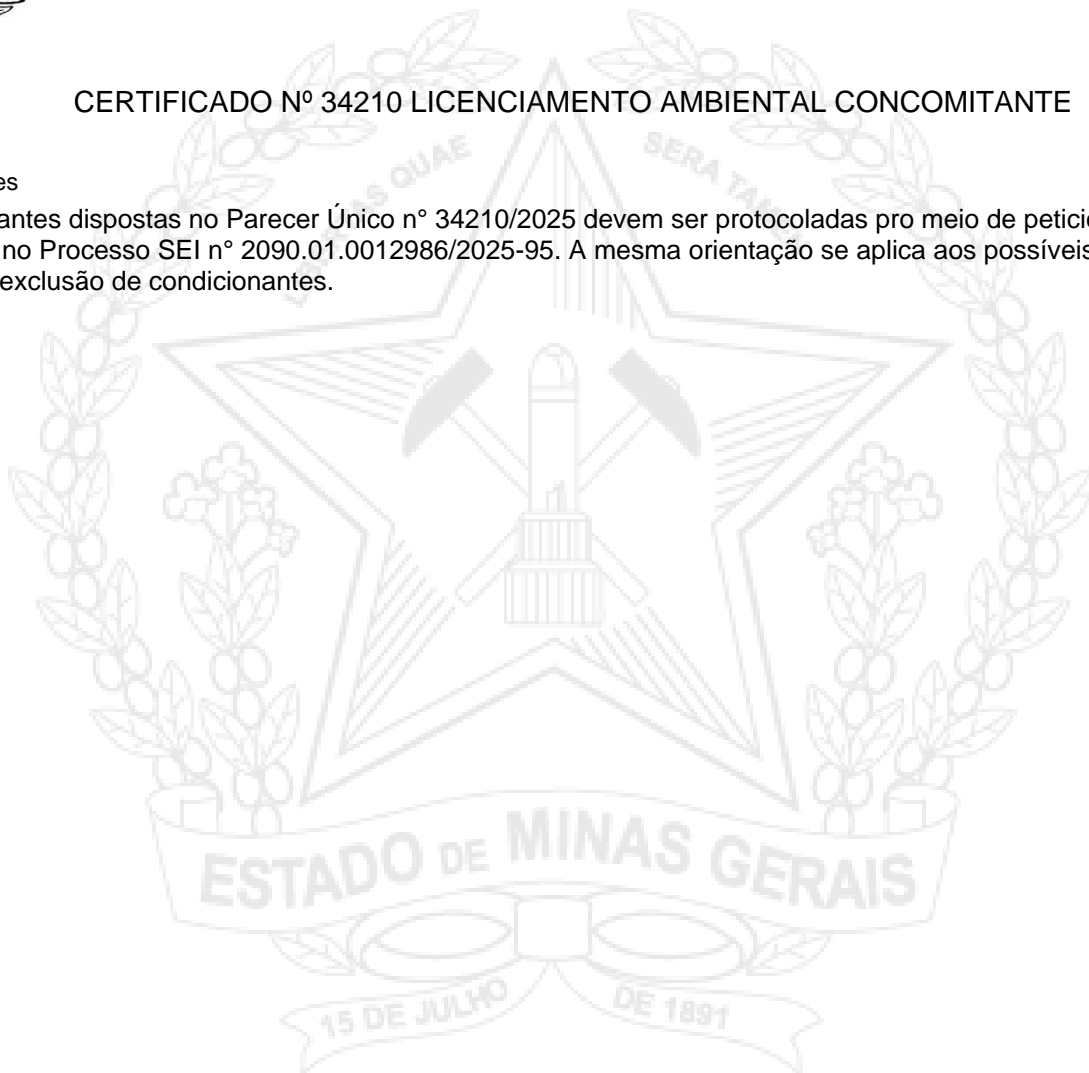 CERTIFICADO Nº 34210 LICENCIAMENTO AMBIENTAL CONCOMITANTE
es
antes dispostas no Parecer Único n° 34210/2025 devem ser protocoladas pro meio de petici
no Processo SEI n° 2090.01.0012986/2025-95. A mesma orientação se aplica aos possíveis
exclusão de condicionantes.
QUAE SERA
ESTADO DE MINAS GERAIS
15 DE JULHO DE 1891